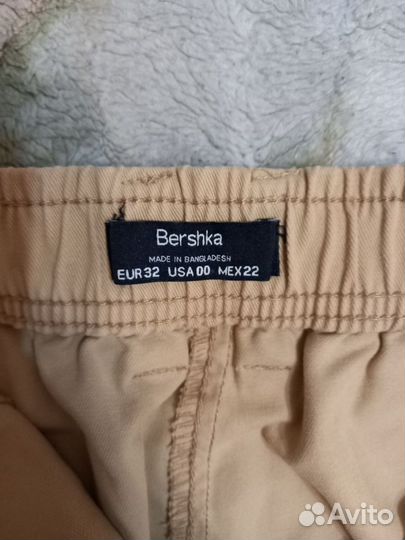 Bershka
MADE IN BANGLADESH
EUR32 USA00 MEX22
Avito